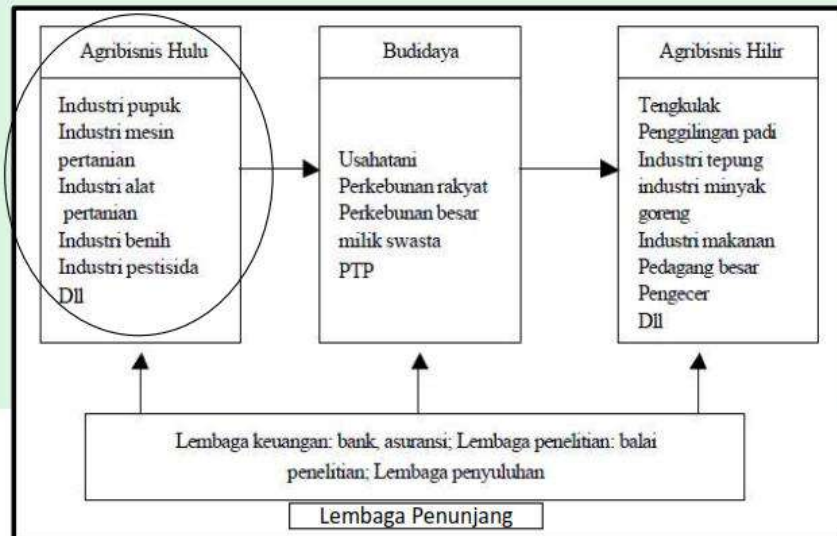 Agribisnis Hulu
Industri pupuk
Industri mesin
pertanian
Industri alat
pertanian
Industri benih
Industri pestisida
Dll
Budidaya
Usahatani
Perkebunan rakyat
Perkebunan besar
milik swasta
PTP
Agribisnis Hilir
Tengkulak
Penggilingan padi
Industri tepung
industri minyak
goreng
Industri makanan
Pedagang besar
Pengecer
Dll
Lembaga keuangan: bank, asuransi; Lembaga penelitian: balai
penelitian; Lembaga penyuluhan
Lembaga Penunjang